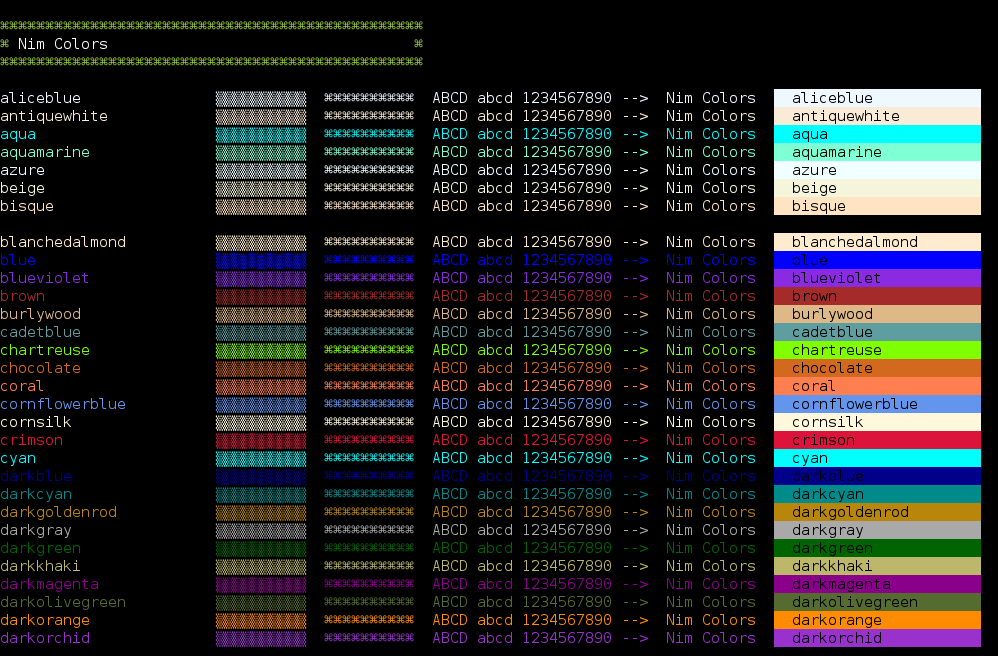 ⌘⌘⌘⌘⌘⌘⌘⌘⌘⌘⌘⌘⌘⌘⌘⌘⌘⌘⌘⌘⌘⌘⌘⌘⌘⌘⌘⌘⌘⌘⌘⌘⌘⌘⌘⌘⌘⌘⌘⌘⌘⌘⌘⌘⌘⌘⌘
⌘ Nim Colors ⌘
⌘⌘⌘⌘⌘⌘⌘⌘⌘⌘⌘⌘⌘⌘⌘⌘⌘⌘⌘⌘⌘⌘⌘⌘⌘⌘⌘⌘⌘⌘⌘⌘⌘⌘⌘⌘⌘⌘⌘⌘⌘⌘⌘⌘⌘⌘⌘
aliceblue ▒▒▒▒▒▒▒▒▒▒ ⌘⌘⌘⌘⌘⌘⌘⌘⌘⌘ ABCD abcd 1234567890 --> Nim Colors aliceblue
antiquewhite ▒▒▒▒▒▒▒▒▒▒ ⌘⌘⌘⌘⌘⌘⌘⌘⌘⌘ ABCD abcd 1234567890 --> Nim Colors antiquewhite
aqua ▒▒▒▒▒▒▒▒▒▒ ⌘⌘⌘⌘⌘⌘⌘⌘⌘⌘ ABCD abcd 1234567890 --> Nim Colors aqua
aquamarine ▒▒▒▒▒▒▒▒▒▒ ⌘⌘⌘⌘⌘⌘⌘⌘⌘⌘ ABCD abcd 1234567890 --> Nim Colors aquamarine
azure ▒▒▒▒▒▒▒▒▒▒ ⌘⌘⌘⌘⌘⌘⌘⌘⌘⌘ ABCD abcd 1234567890 --> Nim Colors azure
beige ▒▒▒▒▒▒▒▒▒▒ ⌘⌘⌘⌘⌘⌘⌘⌘⌘⌘ ABCD abcd 1234567890 --> Nim Colors beige
bisque ▒▒▒▒▒▒▒▒▒▒ ⌘⌘⌘⌘⌘⌘⌘⌘⌘⌘ ABCD abcd 1234567890 --> Nim Colors bisque
blanchedalmond ▒▒▒▒▒▒▒▒▒▒ ⌘⌘⌘⌘⌘⌘⌘⌘⌘⌘ ABCD abcd 1234567890 --> Nim Colors blanchedalmond
blue ▒▒▒▒▒▒▒▒▒▒ ⌘⌘⌘⌘⌘⌘⌘⌘⌘⌘ ABCD abcd 1234567890 --> Nim Colors blue
blueviolet ▒▒▒▒▒▒▒▒▒▒ ⌘⌘⌘⌘⌘⌘⌘⌘⌘⌘ ABCD abcd 1234567890 --> Nim Colors blueviolet
brown ▒▒▒▒▒▒▒▒▒▒ ⌘⌘⌘⌘⌘⌘⌘⌘⌘⌘ ABCD abcd 1234567890 --> Nim Colors brown
burlywood ▒▒▒▒▒▒▒▒▒▒ ⌘⌘⌘⌘⌘⌘⌘⌘⌘⌘ ABCD abcd 1234567890 --> Nim Colors burlywood
cadetblue ▒▒▒▒▒▒▒▒▒▒ ⌘⌘⌘⌘⌘⌘⌘⌘⌘⌘ ABCD abcd 1234567890 --> Nim Colors cadetblue
chartreuse ▒▒▒▒▒▒▒▒▒▒ ⌘⌘⌘⌘⌘⌘⌘⌘⌘⌘ ABCD abcd 1234567890 --> Nim Colors chartreuse
chocolate ▒▒▒▒▒▒▒▒▒▒ ⌘⌘⌘⌘⌘⌘⌘⌘⌘⌘ ABCD abcd 1234567890 --> Nim Colors chocolate
coral ▒▒▒▒▒▒▒▒▒▒ ⌘⌘⌘⌘⌘⌘⌘⌘⌘⌘ ABCD abcd 1234567890 --> Nim Colors coral
cornflowerblue ▒▒▒▒▒▒▒▒▒▒ ⌘⌘⌘⌘⌘⌘⌘⌘⌘⌘ ABCD abcd 1234567890 --> Nim Colors cornflowerblue
cornsilk ▒▒▒▒▒▒▒▒▒▒ ⌘⌘⌘⌘⌘⌘⌘⌘⌘⌘ ABCD abcd 1234567890 --> Nim Colors cornsilk
crimson ▒▒▒▒▒▒▒▒▒▒ ⌘⌘⌘⌘⌘⌘⌘⌘⌘⌘ ABCD abcd 1234567890 --> Nim Colors crimson
cyan ▒▒▒▒▒▒▒▒▒▒ ⌘⌘⌘⌘⌘⌘⌘⌘⌘⌘ ABCD abcd 1234567890 --> Nim Colors cyan
darkblue ▒▒▒▒▒▒▒▒▒▒ ⌘⌘⌘⌘⌘⌘⌘⌘⌘⌘ ABCD abcd 1234567890 --> Nim Colors darkblue
darkcyan ▒▒▒▒▒▒▒▒▒▒ ⌘⌘⌘⌘⌘⌘⌘⌘⌘⌘ ABCD abcd 1234567890 --> Nim Colors darkcyan
darkgoldenrod ▒▒▒▒▒▒▒▒▒▒ ⌘⌘⌘⌘⌘⌘⌘⌘⌘⌘ ABCD abcd 1234567890 --> Nim Colors darkgoldenrod
darkgray ▒▒▒▒▒▒▒▒▒▒ ⌘⌘⌘⌘⌘⌘⌘⌘⌘⌘ ABCD abcd 1234567890 --> Nim Colors darkgray
darkgreen ▒▒▒▒▒▒▒▒▒▒ ⌘⌘⌘⌘⌘⌘⌘⌘⌘⌘ ABCD abcd 1234567890 --> Nim Colors darkgreen
darkkhaki ▒▒▒▒▒▒▒▒▒▒ ⌘⌘⌘⌘⌘⌘⌘⌘⌘⌘ ABCD abcd 1234567890 --> Nim Colors darkkhaki
darkmagenta ▒▒▒▒▒▒▒▒▒▒ ⌘⌘⌘⌘⌘⌘⌘⌘⌘⌘ ABCD abcd 1234567890 --> Nim Colors darkmagenta
darkolivegreen ▒▒▒▒▒▒▒▒▒▒ ⌘⌘⌘⌘⌘⌘⌘⌘⌘⌘ ABCD abcd 1234567890 --> Nim Colors darkolivegreen
darkorange ▒▒▒▒▒▒▒▒▒▒ ⌘⌘⌘⌘⌘⌘⌘⌘⌘⌘ ABCD abcd 1234567890 --> Nim Colors darkorange
darkorchid ▒▒▒▒▒▒▒▒▒▒ ⌘⌘⌘⌘⌘⌘⌘⌘⌘⌘ ABCD abcd 1234567890 --> Nim Colors darkorchid